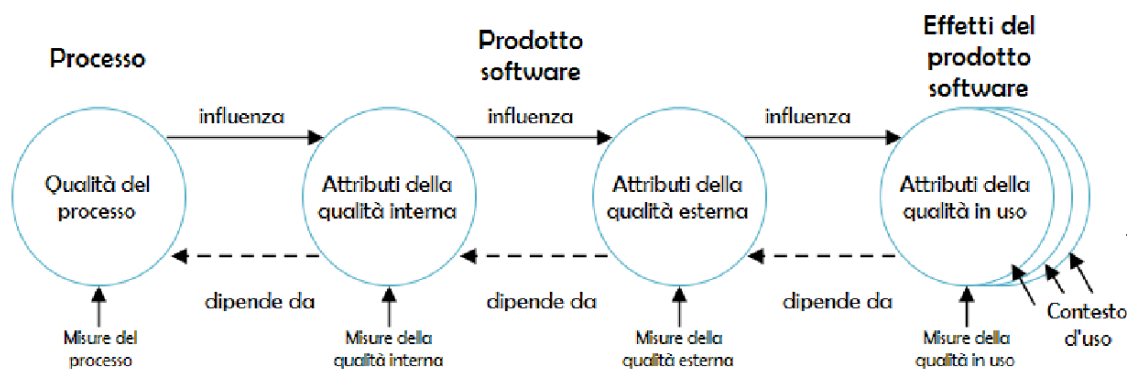 Processo
Prodotto
software
Effetti del
prodotto
software
influenza
influenza
influenza
Qualità del
processo
Attributi della
qualità interna
Attributi della
qualità esterna
Attributi della
qualità in uso
dipende da
dipende da
dipende da
Misure del
processo
Misure della
qualità interna
Misure della
qualità esterna
Misure della
qualità in uso
Contesto
d'uso